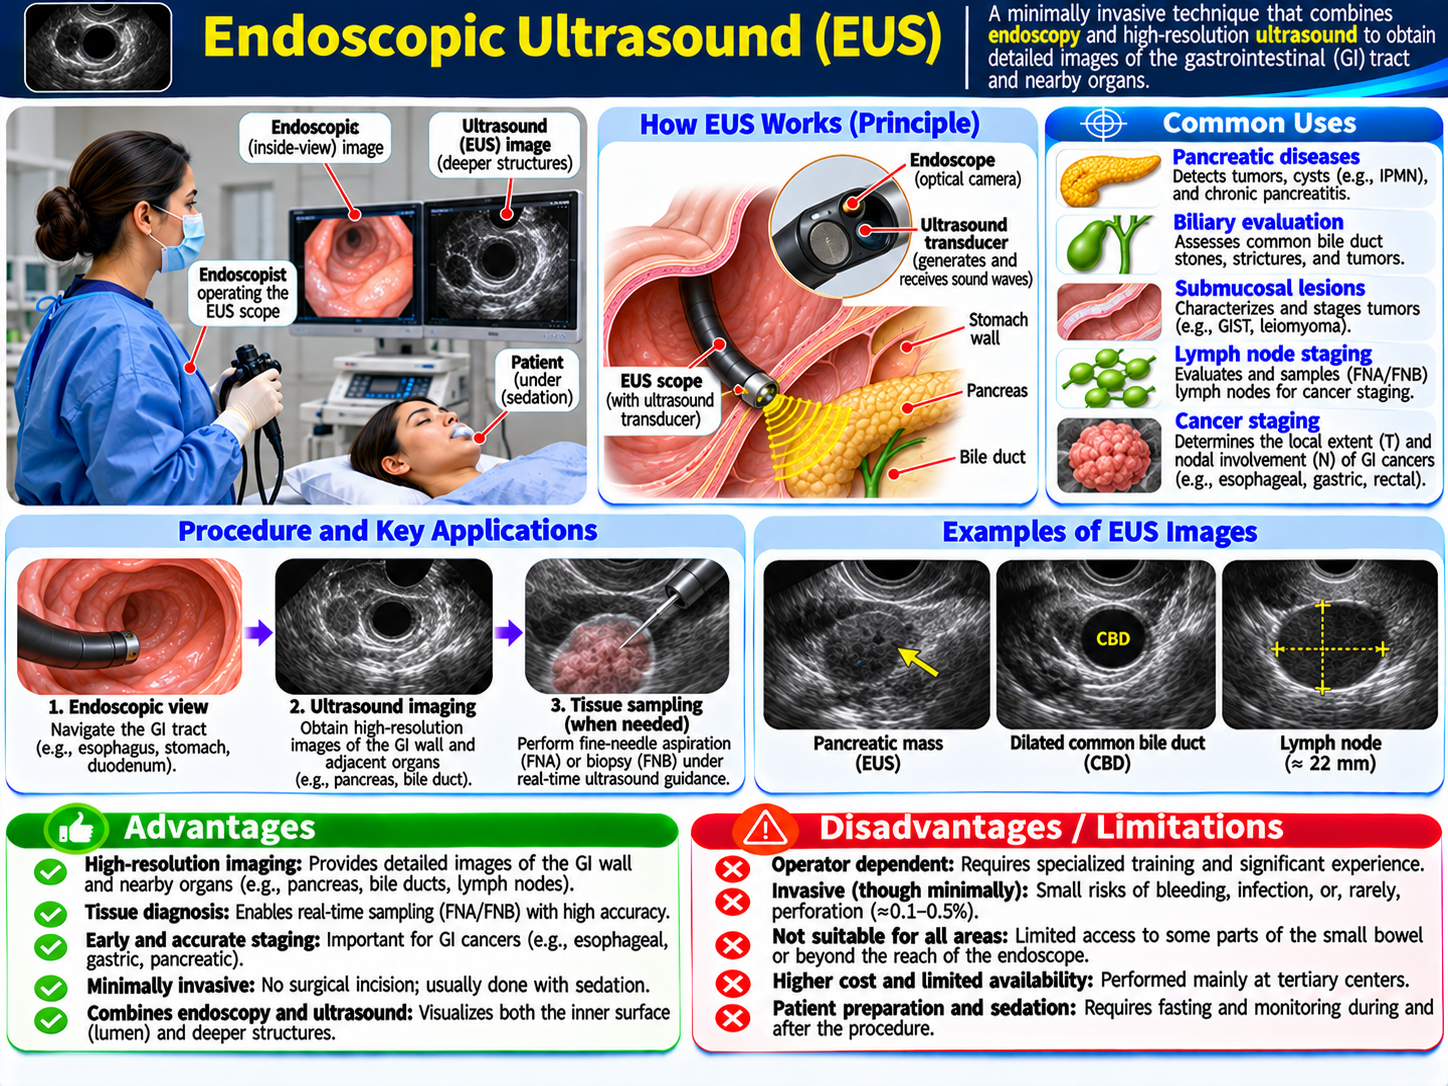 Endoscopic Ultrasound (EUS)
A minimally invasive technique that combines
endoscopy and high-resolution ultrasound to obtain
detailed images of the gastrointestinal (GI) tract
and nearby organs.
Endoscopic
(inside-view) image
Ultrasound
(EUS) image
(deeper structures)
Endoscopist
operating the
EUS scope
Patient
(under
(sedation)
How EUS Works (Principle)
Endoscope
(optical camera)
Ultrasound
transducer
(generates and
receives sound waves)
Stomach
wall
EUS scope
(with ultrasound
transducer)
Pancreas
Bile duct
Common Uses
Pancreatic diseases
Detects tumors, cysts (e.g., IPMN),
and chronic pancreatitis.
Biliary evaluation
Assesses common bile duct
stones, strictures, and tumors.
Submucosal lesions
Characterizes and stages tumors
(e.g., GIST, leiomyoma).
Lymph node staging
Evaluates and samples (FNA/FNB)
lymph nodes for cancer staging.
Cancer staging
Determines the local extent (T) and
nodal involvement (N) of GI cancers
(e.g., esophageal, gastric, rectal).
Procedure and Key Applications
1. Endoscopic view
Navigate the GI tract
(e.g., esophagus, stomach,
duodenum).
2. Ultrasound imaging
Obtain high-resolution
images of the GI wall and
adjacent organs
(e.g., pancreas, bile duct).
3. Tissue sampling
(when needed)
Perform fine-needle aspiration
(FNA) or biopsy (FNB) under
real-time ultrasound guidance.
Examples of EUS Images
Pancreatic mass
(EUS)
CBD
Dilated common bile duct
(CBD)
Lymph node
(≈ 22 mm)
Advantages
High-resolution imaging: Provides detailed images of the GI wall
and nearby organs (e.g., pancreas, bile ducts, lymph nodes).
Tissue diagnosis: Enables real-time sampling (FNA/FNB) with high accuracy.
Early and accurate staging: Important for GI cancers (e.g., esophageal,
gastric, pancreatic).
Minimally invasive: No surgical incision; usually done with sedation.
Combines endoscopy and ultrasound: Visualizes both the inner surface
(lumen) and deeper structures.
Disadvantages / Limitations
Operator dependent: Requires specialized training and significant experience.
Invasive (though minimally): Small risks of bleeding, infection, or, rarely,
perforation (≈0.1–0.5%).
Not suitable for all areas: Limited access to some parts of the small bowel
or beyond the reach of the endoscope.
Higher cost and limited availability: Performed mainly at tertiary centers.
Patient preparation and sedation: Requires fasting and monitoring during and
after the procedure.